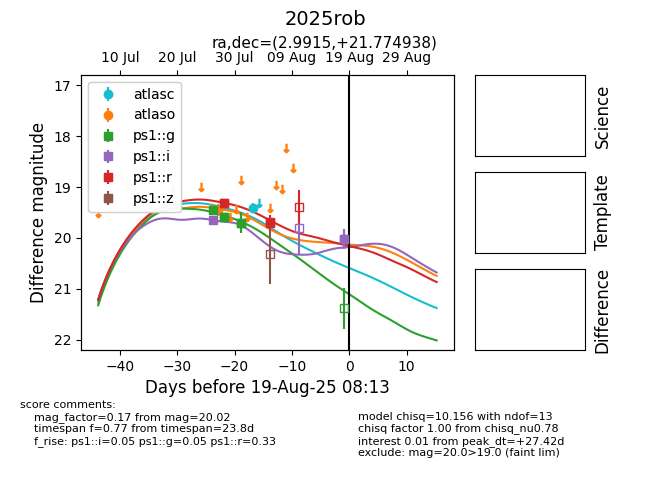 2025rob
ra,dec=(2.9915,+21.774938)
10 Jul 20 Jul 30 Jul 09 Aug 19 Aug 29 Aug
17
18
19
20
21
22
Difference magnitude
atlasc
atlaso
ps1::g
ps1::i
ps1::r
ps1::z
−40 −30 −20 −10 0 10
Days before 19-Aug-25 08:13
Science
Template
Difference
score comments:
mag_factor=0.17 from mag=20.02
timespan f=0.77 from timespan=23.8d
f_rise: ps1::i=0.05 ps1::g=0.05 ps1::r=0.33
model chisq=10.156 with ndof=13
chisq factor 1.00 from chisq_nu0.78
interest 0.01 from peak_dt=+27.42d
exclude: mag=20.0>19.0 (faint lim)